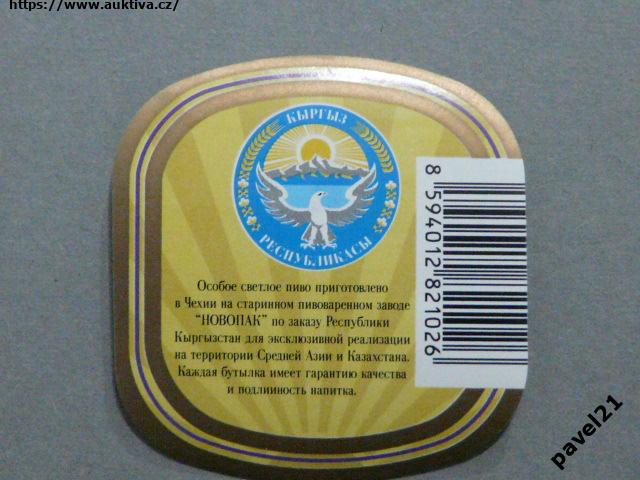 https://www.auktiva.cz/
КЫРГЫЗ
РЕСПУБЛИКАСЫ
Особое светлое пиво приготовлено
в Чехии на старинном пивоваренном заводе
"НОВОПАК" по заказу Республики
Кыргызстан для эксклюзивной реализации
на территории Средней Азии и Казахстана.
Каждая бутылка имеет гарантию качества
и подлинность напитка.
8 594012 821026
pavel21